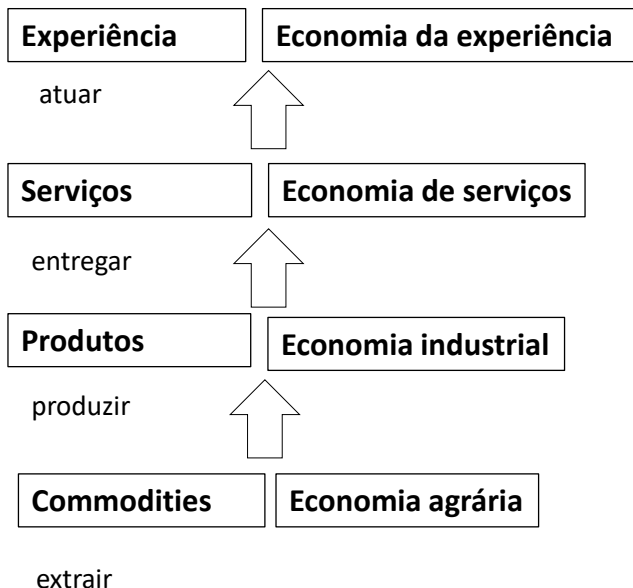 Experiência Economia da experiência
atuar
Serviços Economia de serviços
entregar
Produtos Economia industrial
produzir
Commodities Economia agrária
extrair